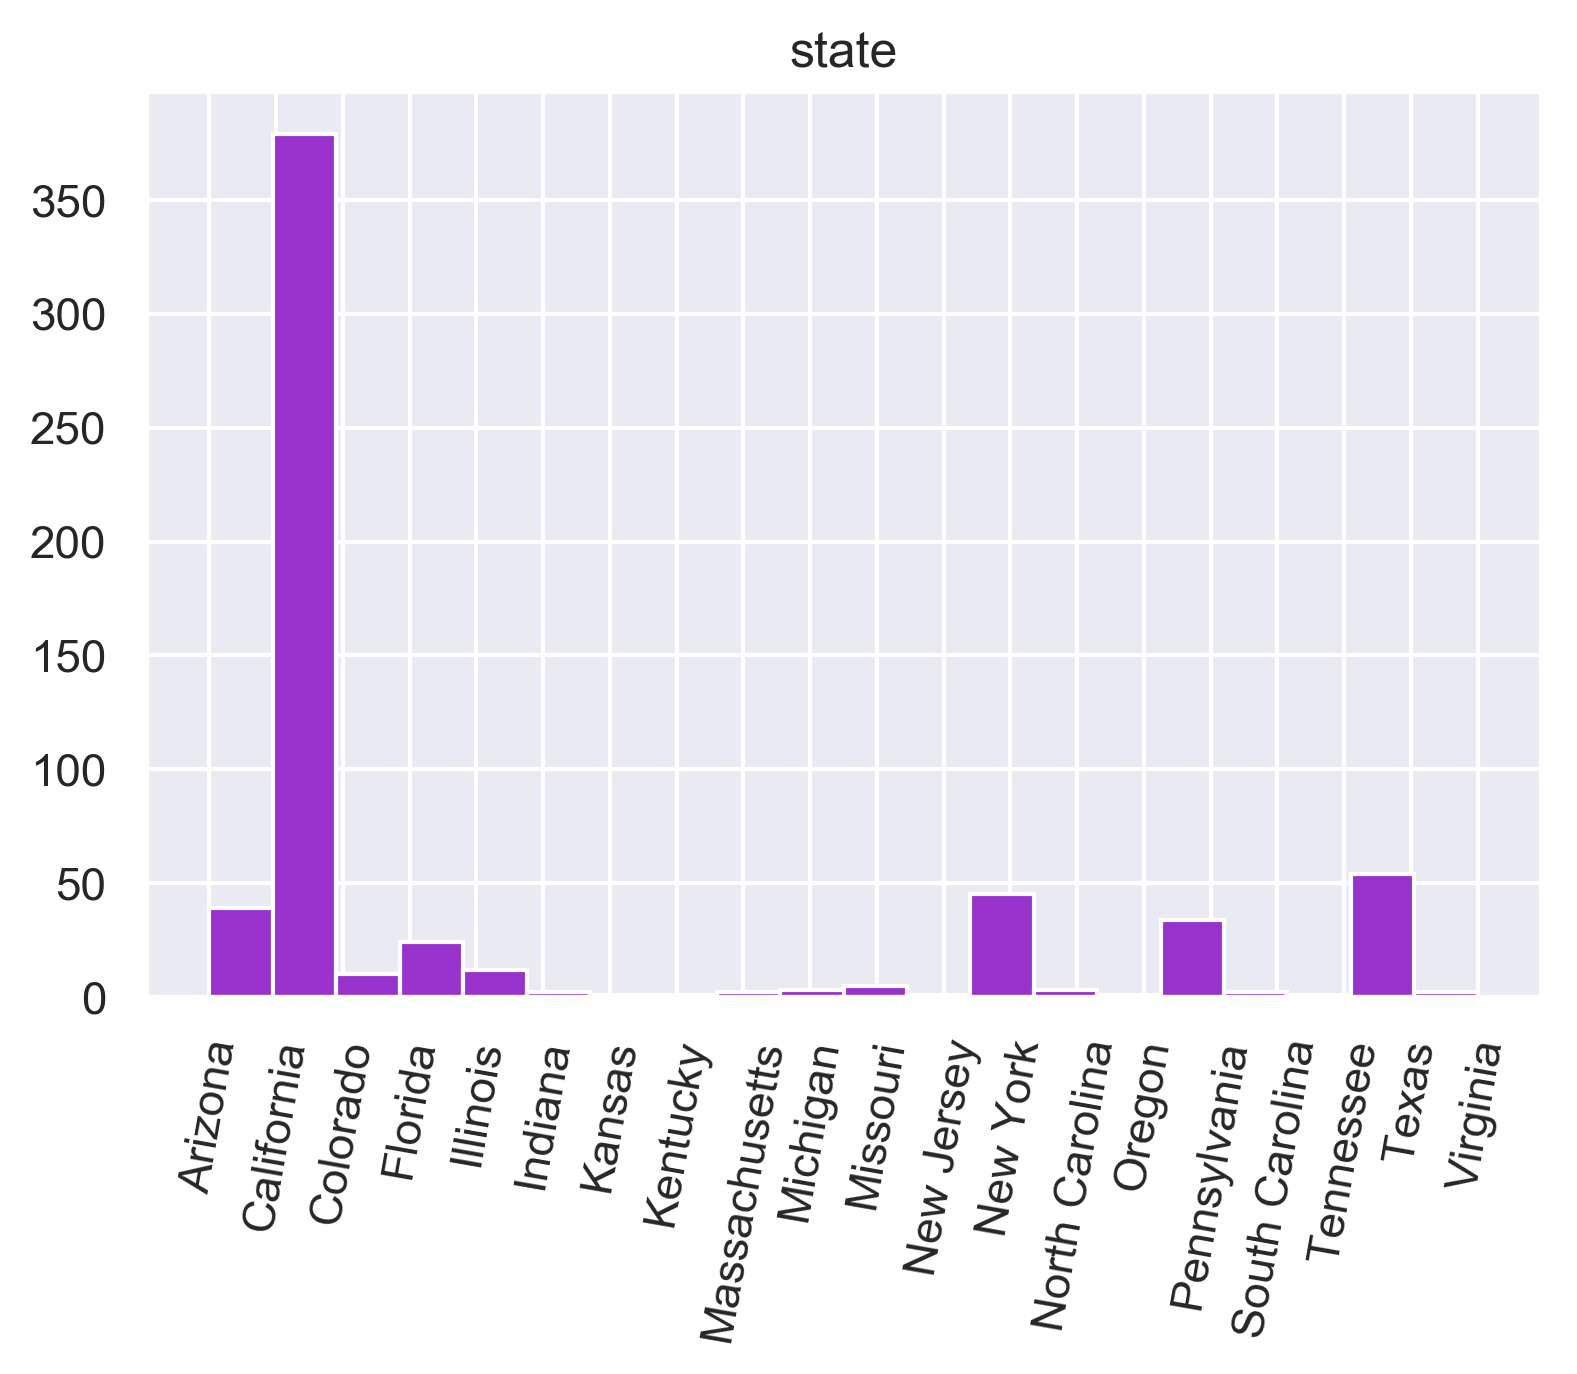 state
350
300
250
200
150
100
50
0
Arizona
California
Colorado
Florida
Illinois
Indiana
Kansas
Kentucky
Massachusetts
Michigan
Missouri
New Jersey
New York
North Carolina
Oregon
Pennsylvania
South Carolina
Tennessee
Texas
Virginia